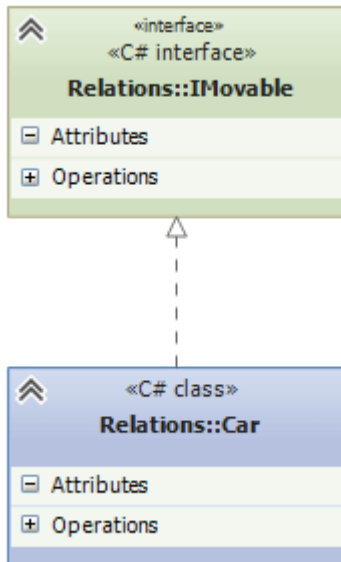 «interface»
«C# interface»
Relations::IMovable
Attributes
Operations
«C# class»
Relations::Car
Attributes
Operations